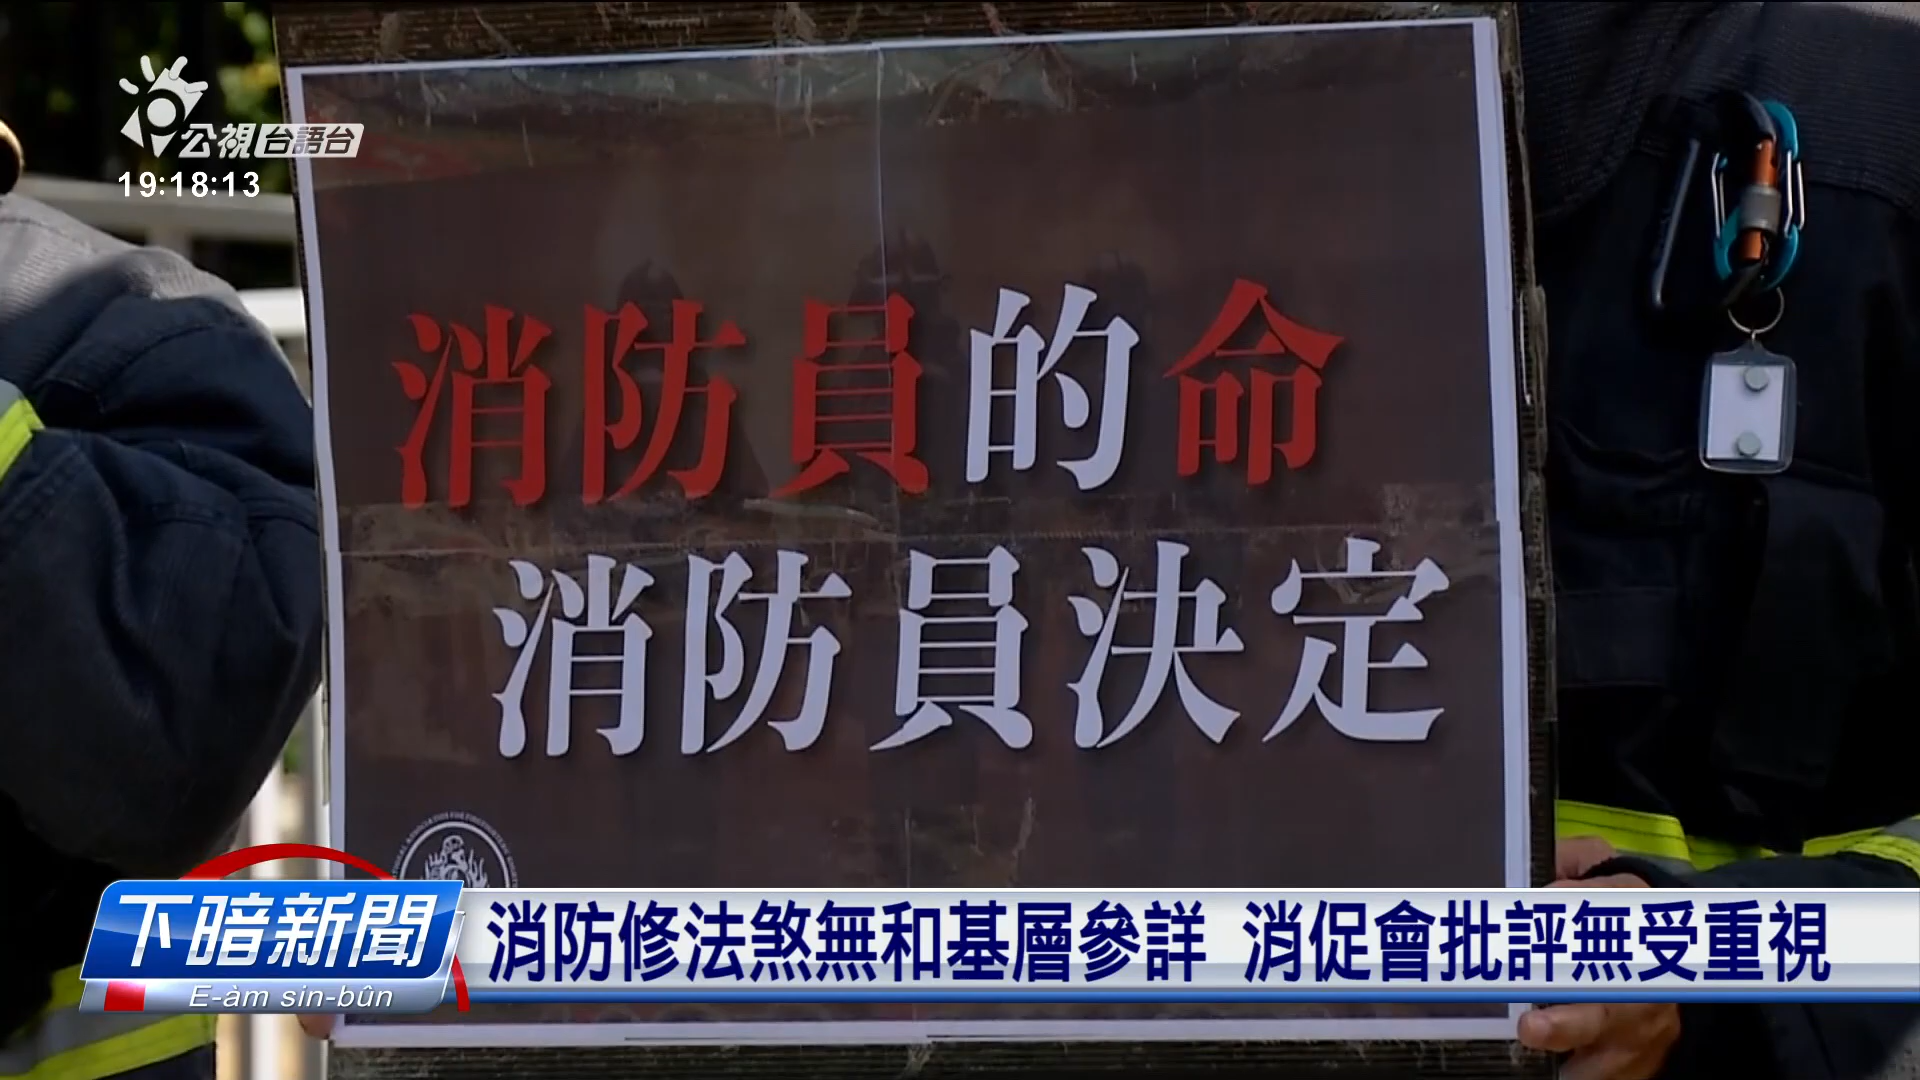 公視台語台
19:18:13
消防員的命
消防員決定
下暗新聞
E-àm sin-bûn
消防修法煞無和基層參詳 消促會批評無受重視